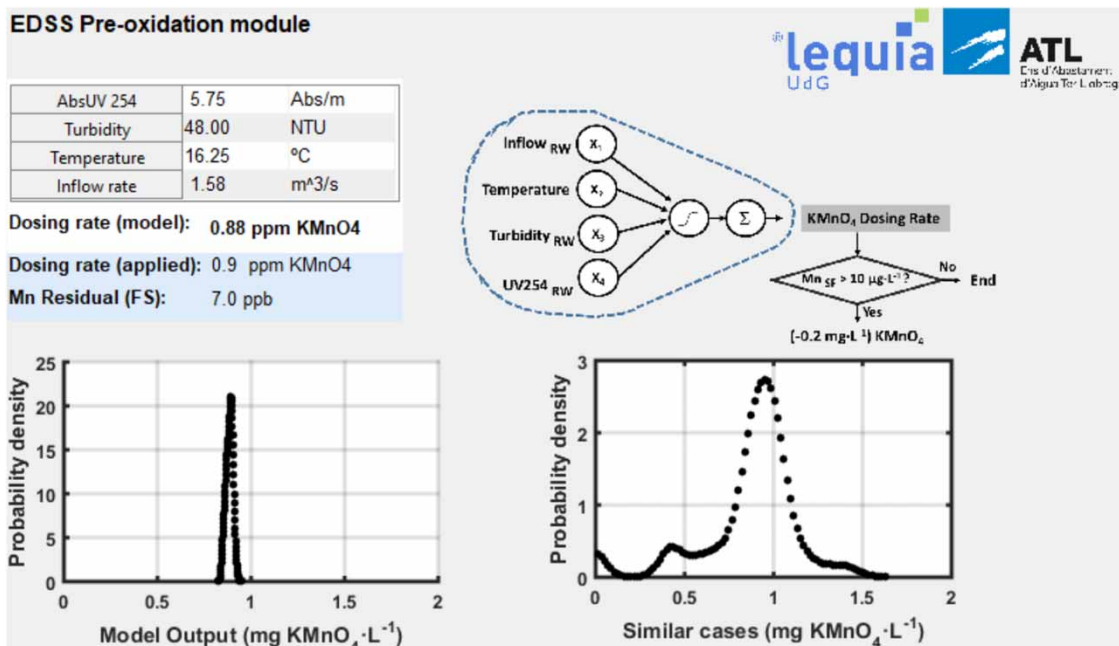 EDSS Pre-oxidation module
® lequia
UdG
ATL
Ens d'Abastament
d'Aigua Ter Llobregat
AbsUV 254 5.75 Abs/m
Turbidity 48.00 NTU
Temperature 16.25 ºC
Inflow rate 1.58 m^3/s
Dosing rate (model): 0.88 ppm KMnO4
Dosing rate (applied): 0.9 ppm KMnO4
Mn Residual (FS): 7.0 ppb
Inflow RW X1
Temperature X2
Turbidity RW X3
UV254 RW X4
Σ
KMnO4 Dosing Rate
Mn SF > 10 µg·L-1?
No
End
Yes
(-0.2 mg·L-1) KMnO4
Probability density
25
20
15
10
5
0
0 0.5 1 1.5 2
Model Output (mg KMnO4·L-1)
Probability density
3
2
1
0
0 0.5 1 1.5 2
Similar cases (mg KMnO4·L-1)